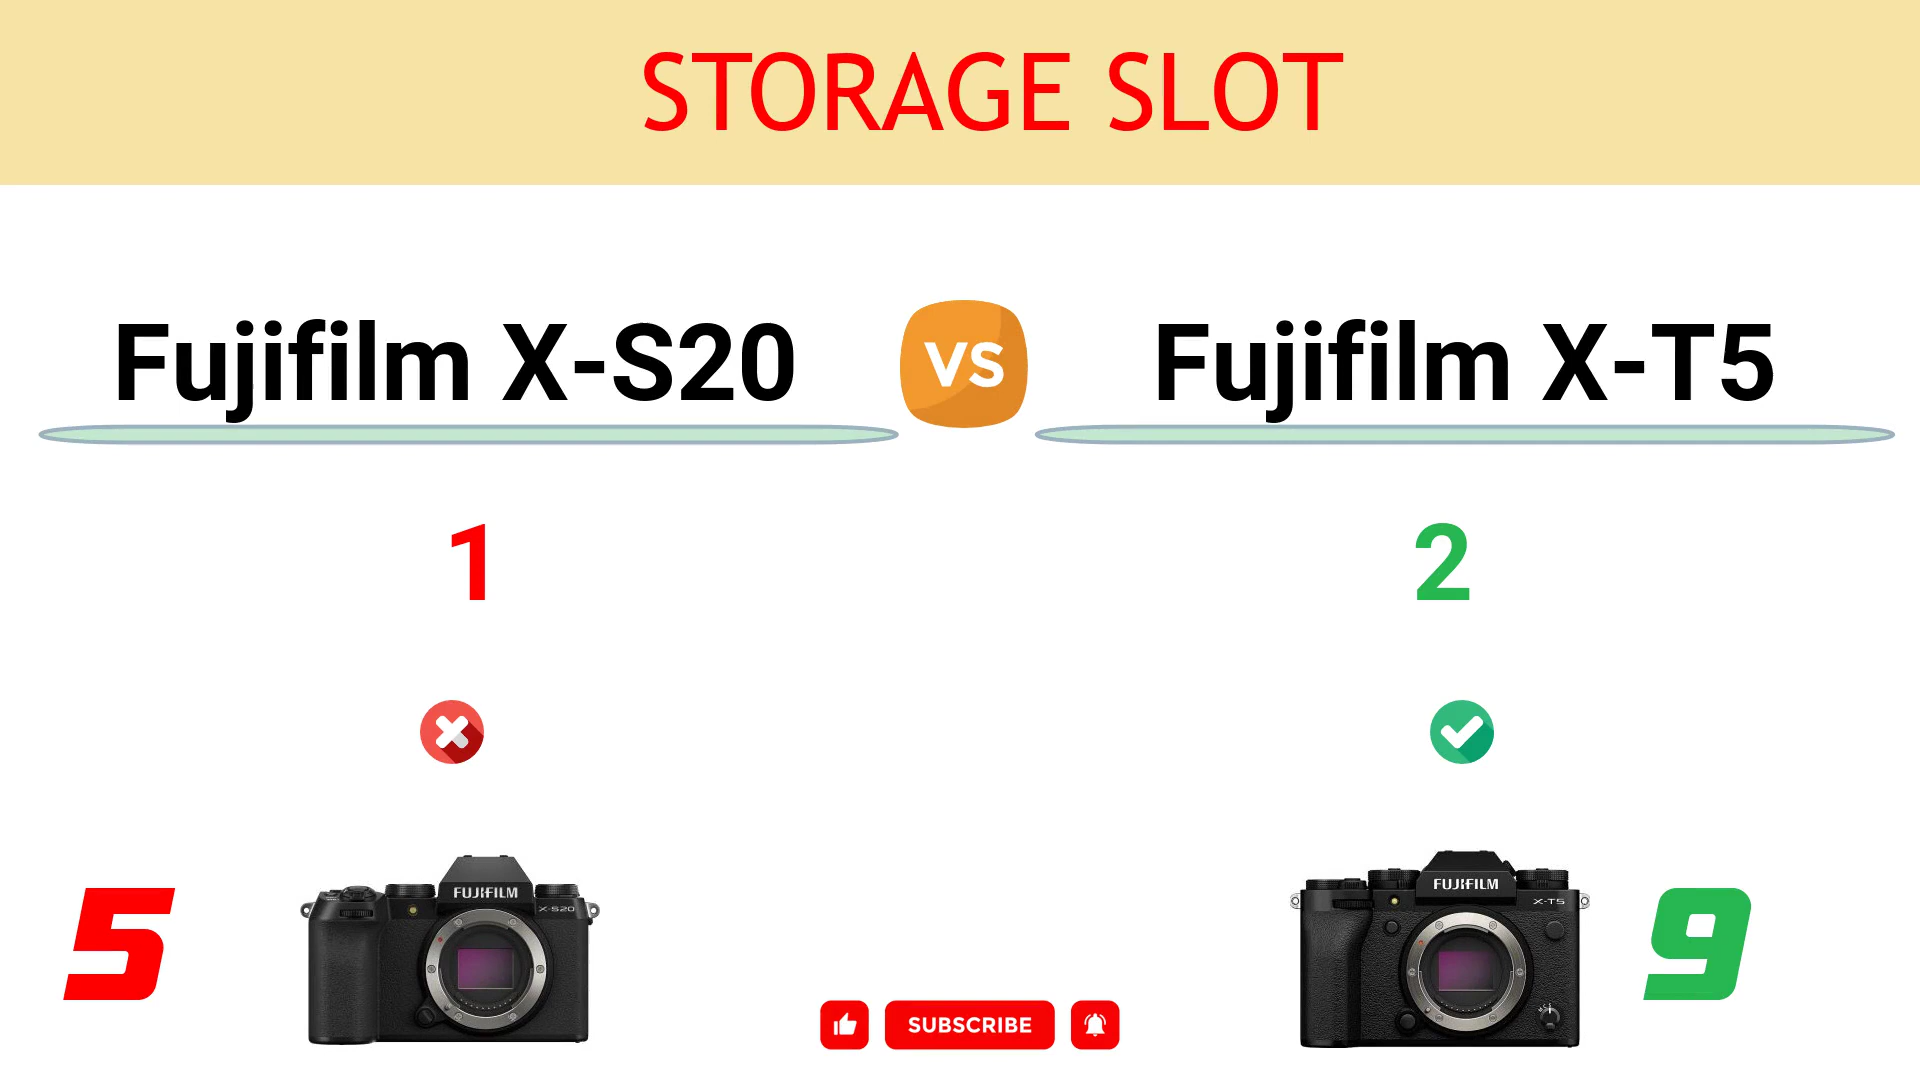 STORAGE SLOT
Fujifilm X-S20
VS
Fujifilm X-T5
1
2
5
FUJIFILM
X-S20
SUBSCRIBE
FUJIFILM
X-T5
9